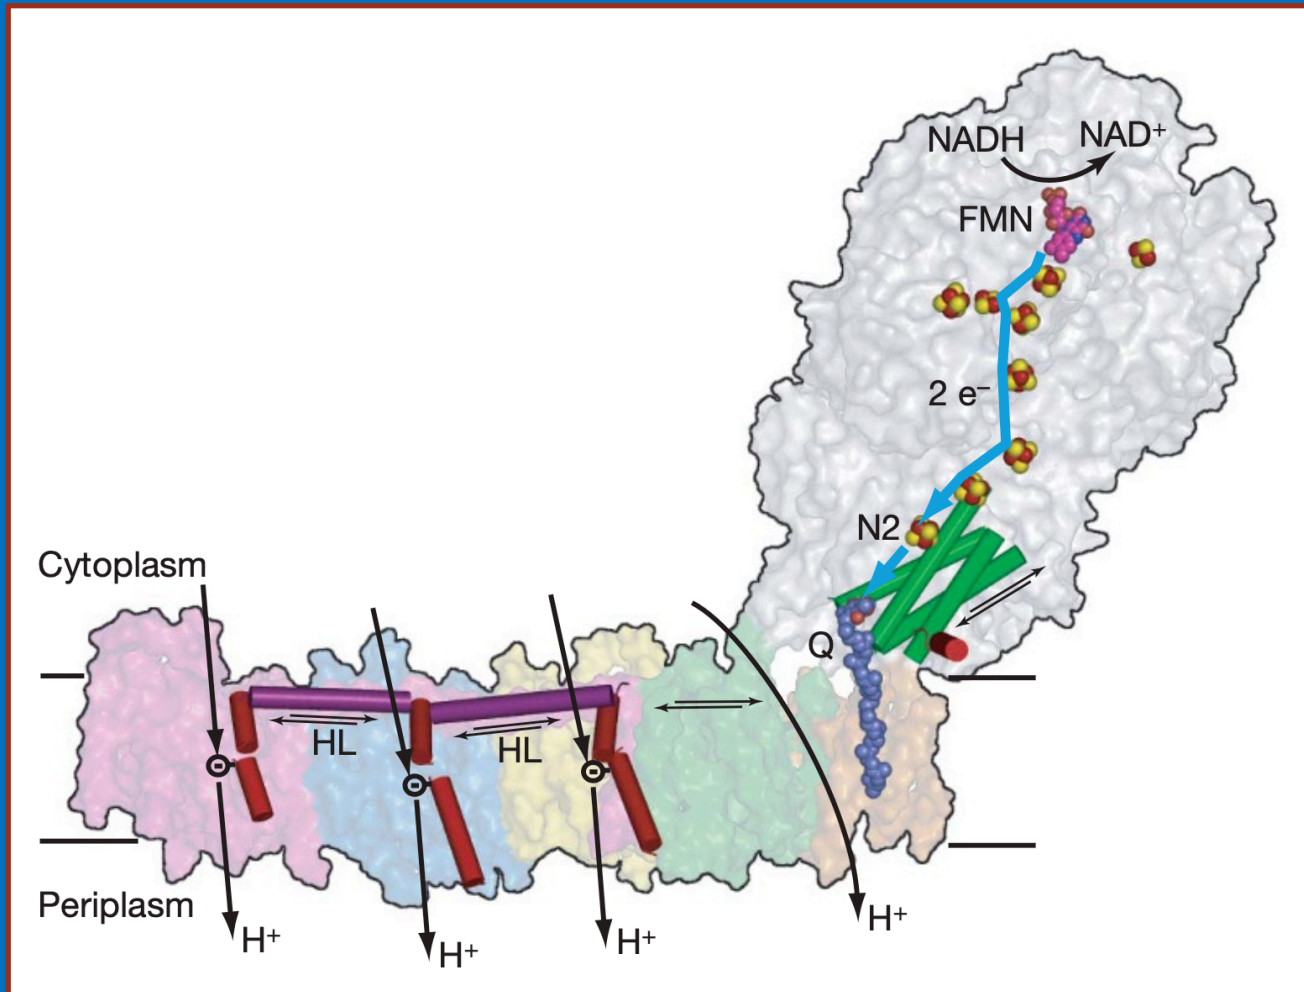 NADH
NAD+
FMN
2 e–
N2
Cytoplasm
Q
HL
HL
Periplasm
H+
H+
H+
H+